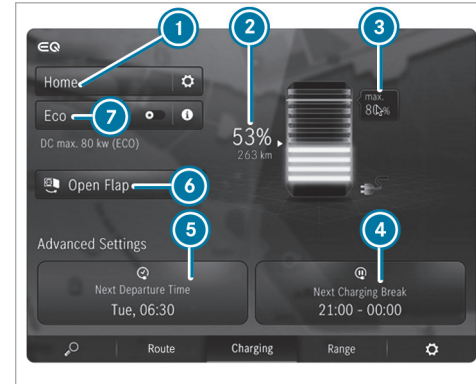 EQ
1
2
3
Home
max.
80 %
Eco
7
DC max. 80 kw (ECO)
53%
263 km
Open Flap
6
Advanced Settings
5
4
Next Departure Time
Tue, 06:30
Next Charging Break
21:00 - 00:00
Route
Charging
Range